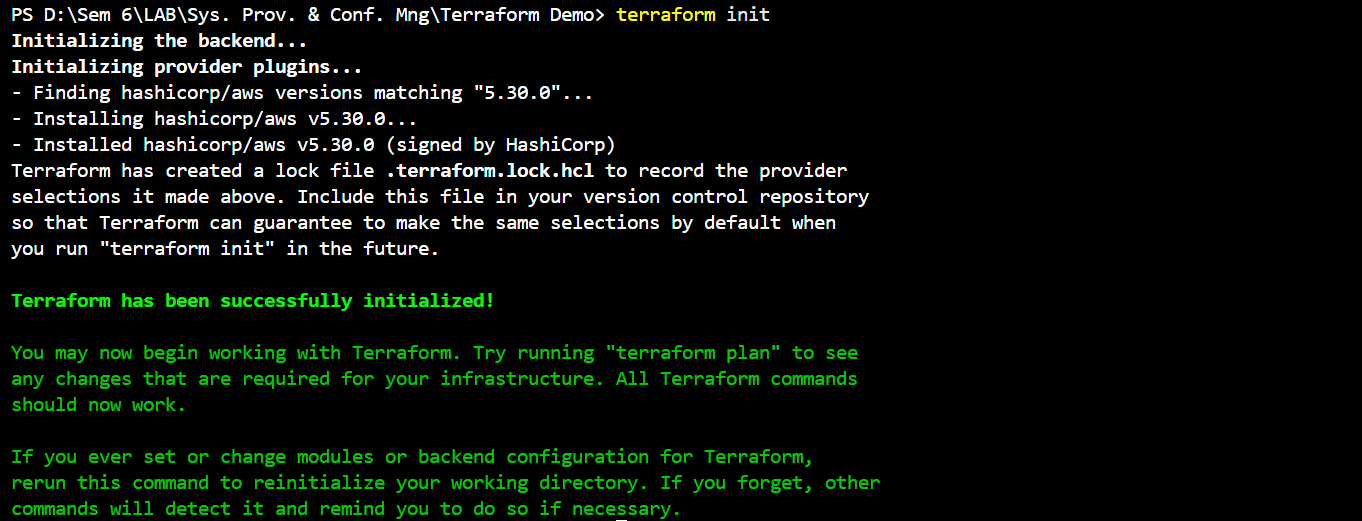 PS D:\Sem 6\LAB\Sys. Prov. & Conf. Mng\Terraform Demo> terraform init
Initializing the backend...
Initializing provider plugins...
- Finding hashicorp/aws versions matching "5.30.0"...
- Installing hashicorp/aws v5.30.0...
- Installed hashicorp/aws v5.30.0 (signed by HashiCorp)
Terraform has created a lock file .terraform.lock.hcl to record the provider
selections it made above. Include this file in your version control repository
so that Terraform can guarantee to make the same selections by default when
you run "terraform init" in the future.
Terraform has been successfully initialized!
You may now begin working with Terraform. Try running "terraform plan" to see
any changes that are required for your infrastructure. All Terraform commands
should now work.
If you ever set or change modules or backend configuration for Terraform,
rerun this command to reinitialize your working directory. If you forget, other
commands will detect it and remind you to do so if necessary.